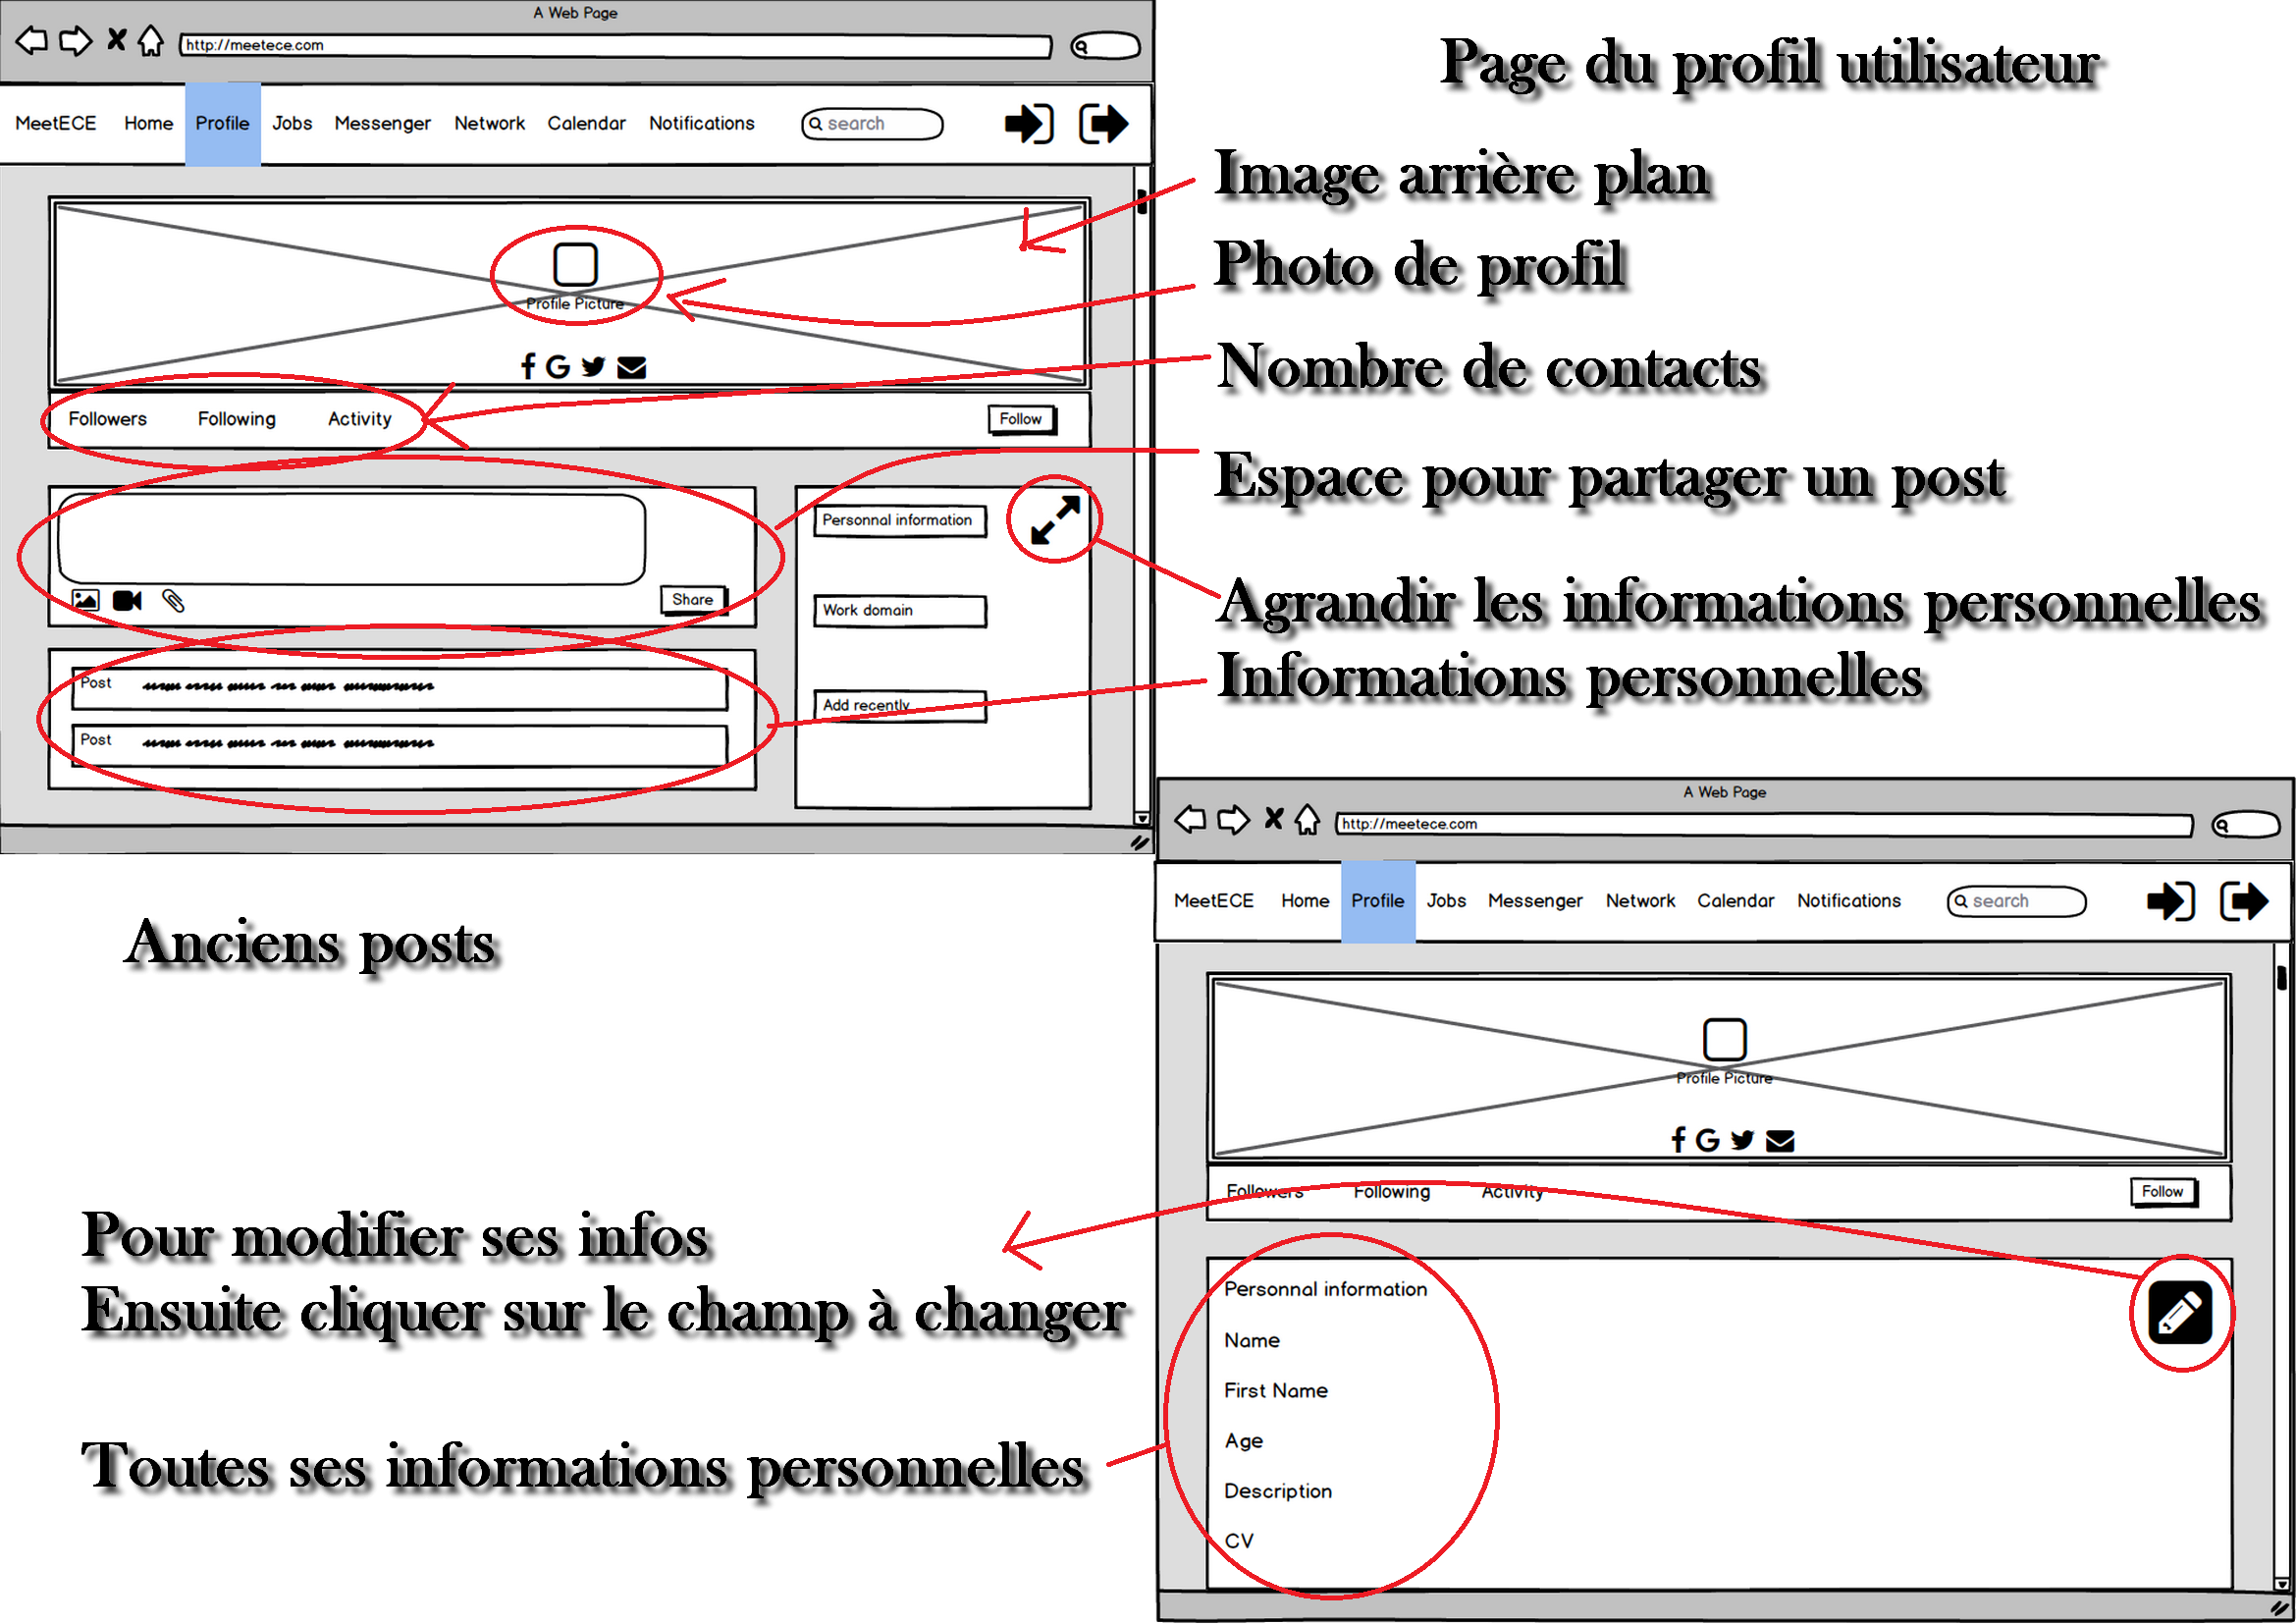 A Web Page
http://meetece.com
MeetECE Home Profile Jobs Messenger Network Calendar Notifications search
Profile Picture
Followers Following Activity Follow
Personnal information
Work domain
Share
Add recently
Post
Post
Page du profil utilisateur
Image arrière plan
Photo de profil
Nombre de contacts
Espace pour partager un post
Agrandir les informations personnelles
Informations personnelles
Anciens posts
Pour modifier ses infos
Ensuite cliquer sur le champ à changer
Toutes ses informations personnelles
A Web Page
http://meetece.com
MeetECE Home Profile Jobs Messenger Network Calendar Notifications search
Profile Picture
Followers Following Activity Follow
Personnal information
Name
First Name
Age
Description
CV